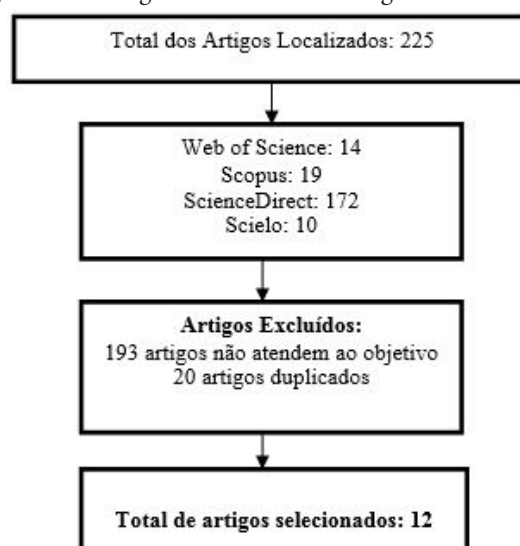 Total dos Artigos Localizados: 225
Web of Science: 14
Scopus: 19
ScienceDirect: 172
Scielo: 10
Artigos Excluídos:
193 artigos não atendem ao objetivo
20 artigos duplicados
Total de artigos selecionados: 12